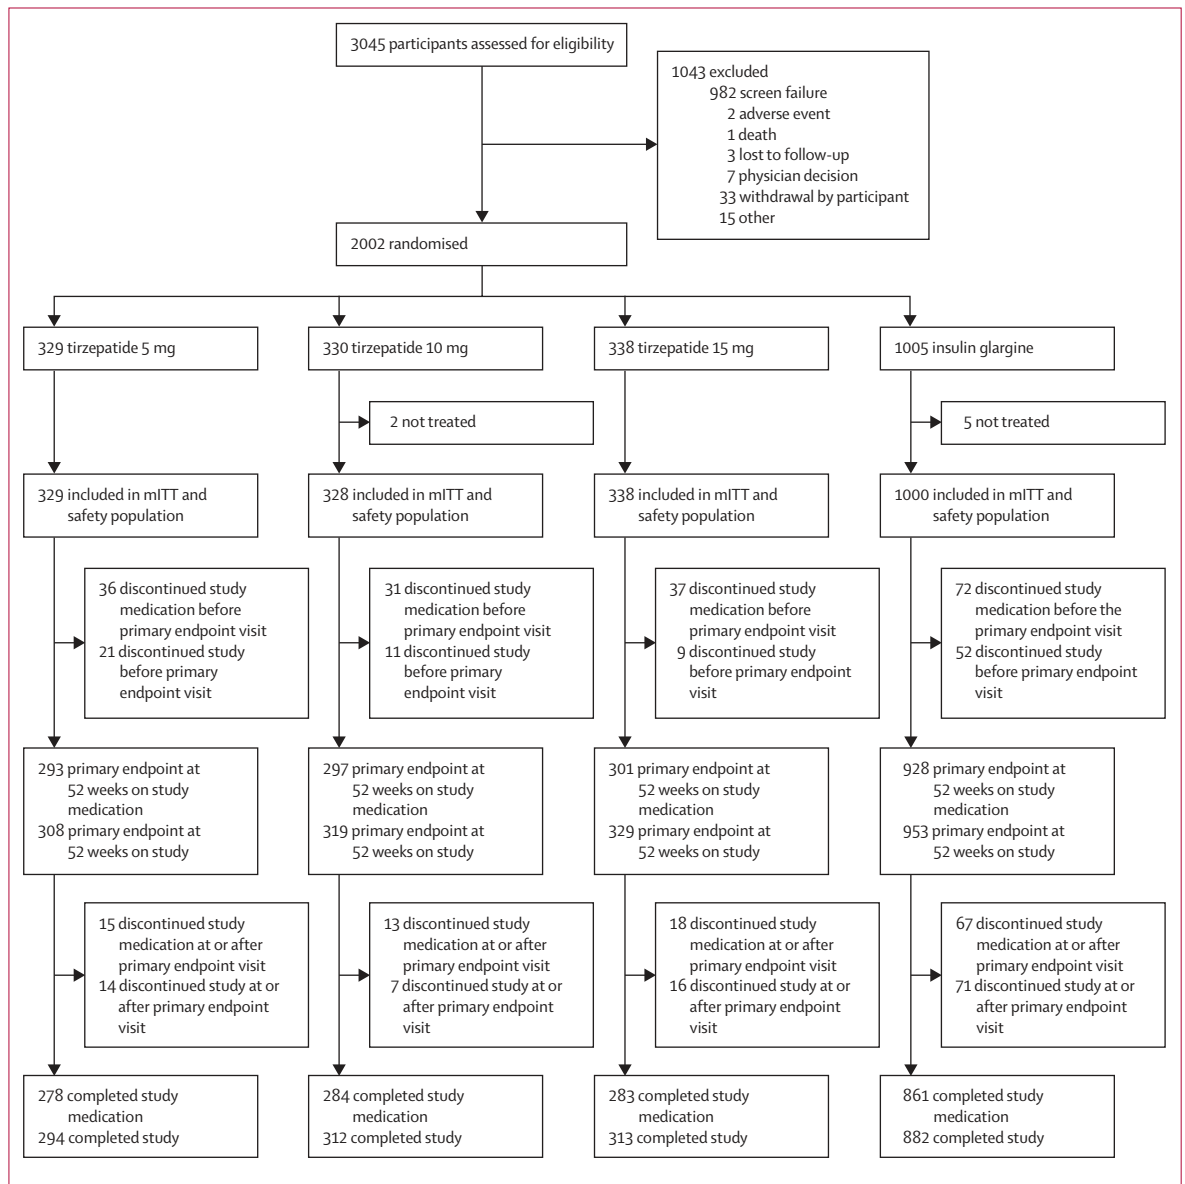 3045 participants assessed for eligibility
1043 excluded
982 screen failure
2 adverse event
1 death
3 lost to follow-up
7 physician decision
33 withdrawal by participant
15 other
2002 randomised
329 tirzepatide 5 mg
330 tirzepatide 10 mg
338 tirzepatide 15 mg
1005 insulin glargine
2 not treated
5 not treated
329 included in mITT and
safety population
328 included in mITT and
safety population
338 included in mITT and
safety population
1000 included in mITT and
safety population
36 discontinued study
medication before
primary endpoint visit
21 discontinued study
before primary
endpoint visit
31 discontinued study
medication before
primary endpoint visit
11 discontinued study
before primary
endpoint visit
37 discontinued study
medication before
primary endpoint visit
9 discontinued study
before primary endpoint
visit
72 discontinued study
medication before the
primary endpoint visit
52 discontinued study
before primary endpoint
visit
293 primary endpoint at
52 weeks on study
medication
308 primary endpoint at
52 weeks on study
297 primary endpoint at
52 weeks on study
medication
319 primary endpoint at
52 weeks on study
301 primary endpoint at
52 weeks on study
medication
329 primary endpoint at
52 weeks on study
928 primary endpoint at
52 weeks on study
medication
953 primary endpoint at
52 weeks on study
15 discontinued study
medication at or after
primary endpoint visit
14 discontinued study at or
after primary endpoint
visit
13 discontinued study
medication at or after
primary endpoint visit
7 discontinued study at or
after primary endpoint
visit
18 discontinued study
medication at or after
primary endpoint visit
16 discontinued study at or
after primary endpoint
visit
67 discontinued study
medication at or after
primary endpoint visit
71 discontinued study at or
after primary endpoint
visit
278 completed study
medication
294 completed study
284 completed study
medication
312 completed study
283 completed study
medication
313 completed study
861 completed study
medication
882 completed study